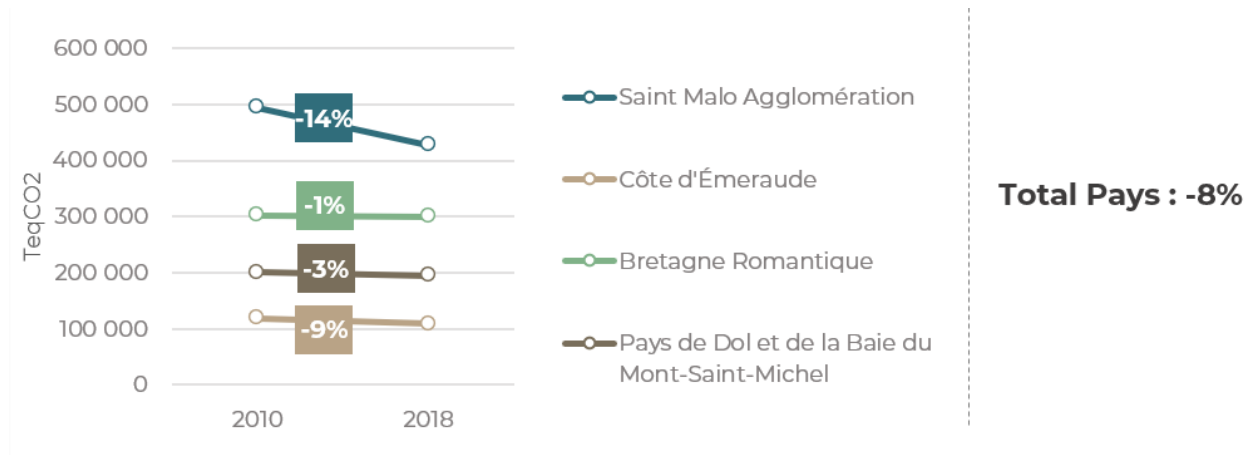 600 000
500 000
400 000
300 000
200 000
100 000
0
TeqCO2
2010
2018
-14%
-1%
-3%
-9%
Saint Malo Agglomération
Côte d'Émeraude
Bretagne Romantique
Pays de Dol et de la Baie du
Mont-Saint-Michel
Total Pays : -8%